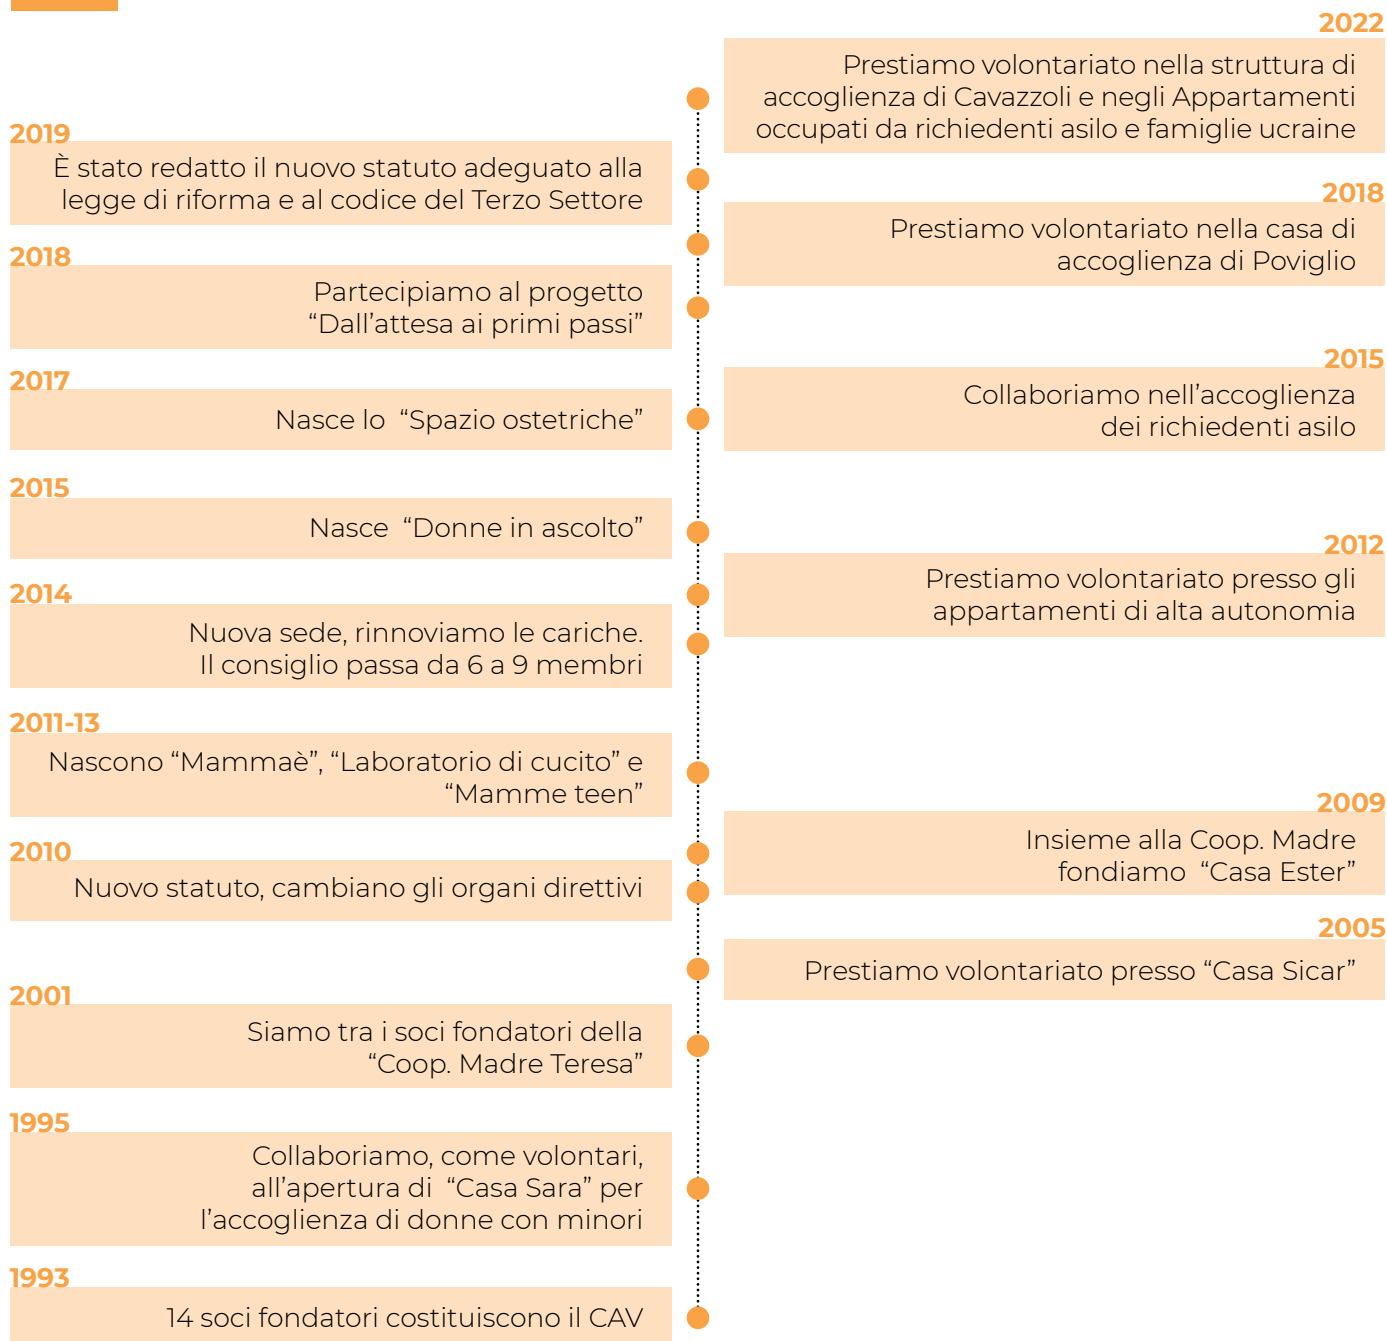 2022
Prestiamo volontariato nella struttura di
accoglienza di Cavazzoli e negli Appartamenti
occupati da richiedenti asilo e famiglie ucraine
2019
È stato redatto il nuovo statuto adeguato alla
legge di riforma e al codice del Terzo Settore
2018
Prestiamo volontariato nella casa di
accoglienza di Poviglio
2018
Partecipiamo al progetto
“Dall’attesa ai primi passi”
2017
Nasce lo “Spazio ostetriche”
2015
Collaboriamo nell’accoglienza
dei richiedenti asilo
2015
Nasce “Donne in ascolto”
2014
Nuova sede, rinnoviamo le cariche.
Il consiglio passa da 6 a 9 membri
2012
Prestiamo volontariato presso gli
appartamenti di alta autonomia
2011-13
Nascono “Mammaè”, “Laboratorio di cucito” e
“Mamme teen”
2010
Nuovo statuto, cambiano gli organi direttivi
2009
Insieme alla Coop. Madre
fondiamo “Casa Ester”
2005
Prestiamo volontariato presso “Casa Sicar”
2001
Siamo tra i soci fondatori della
“Coop. Madre Teresa”
1995
Collaboriamo, come volontari,
all’apertura di “Casa Sara” per
l’accoglienza di donne con minori
1993
14 soci fondatori costituiscono il CAV